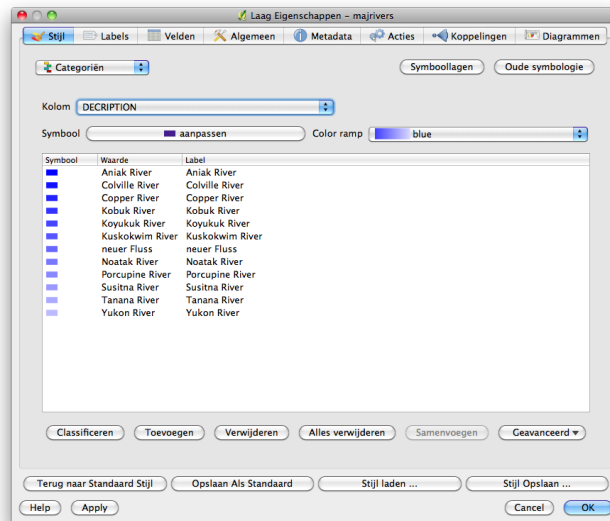 Laag Eigenschappen - majrivers
Stijl Labels Velden Algemeen Metadata Acties Koppelingen Diagrammen
Categoriën Symboollagen Oude symbologie
Kolom DECRIPTION
Symbool aanpassen Color ramp blue
Symbool Waarde Label
Aniak River Aniak River
Colville River Colville River
Copper River Copper River
Kobuk River Kobuk River
Koyukuk River Koyukuk River
Kuskokwim River Kuskokwim River
neuer Fluss neuer Fluss
Noatak River Noatak River
Porcupine River Porcupine River
Susitna River Susitna River
Tanana River Tanana River
Yukon River Yukon River
Classificeren Toevoegen Verwijderen Alles verwijderen Samenvoegen Geavanceerd
Terug naar Standaard Stijl Opslaan Als Standaard Stijl laden ... Stijl Opslaan ...
Help Apply Cancel OK